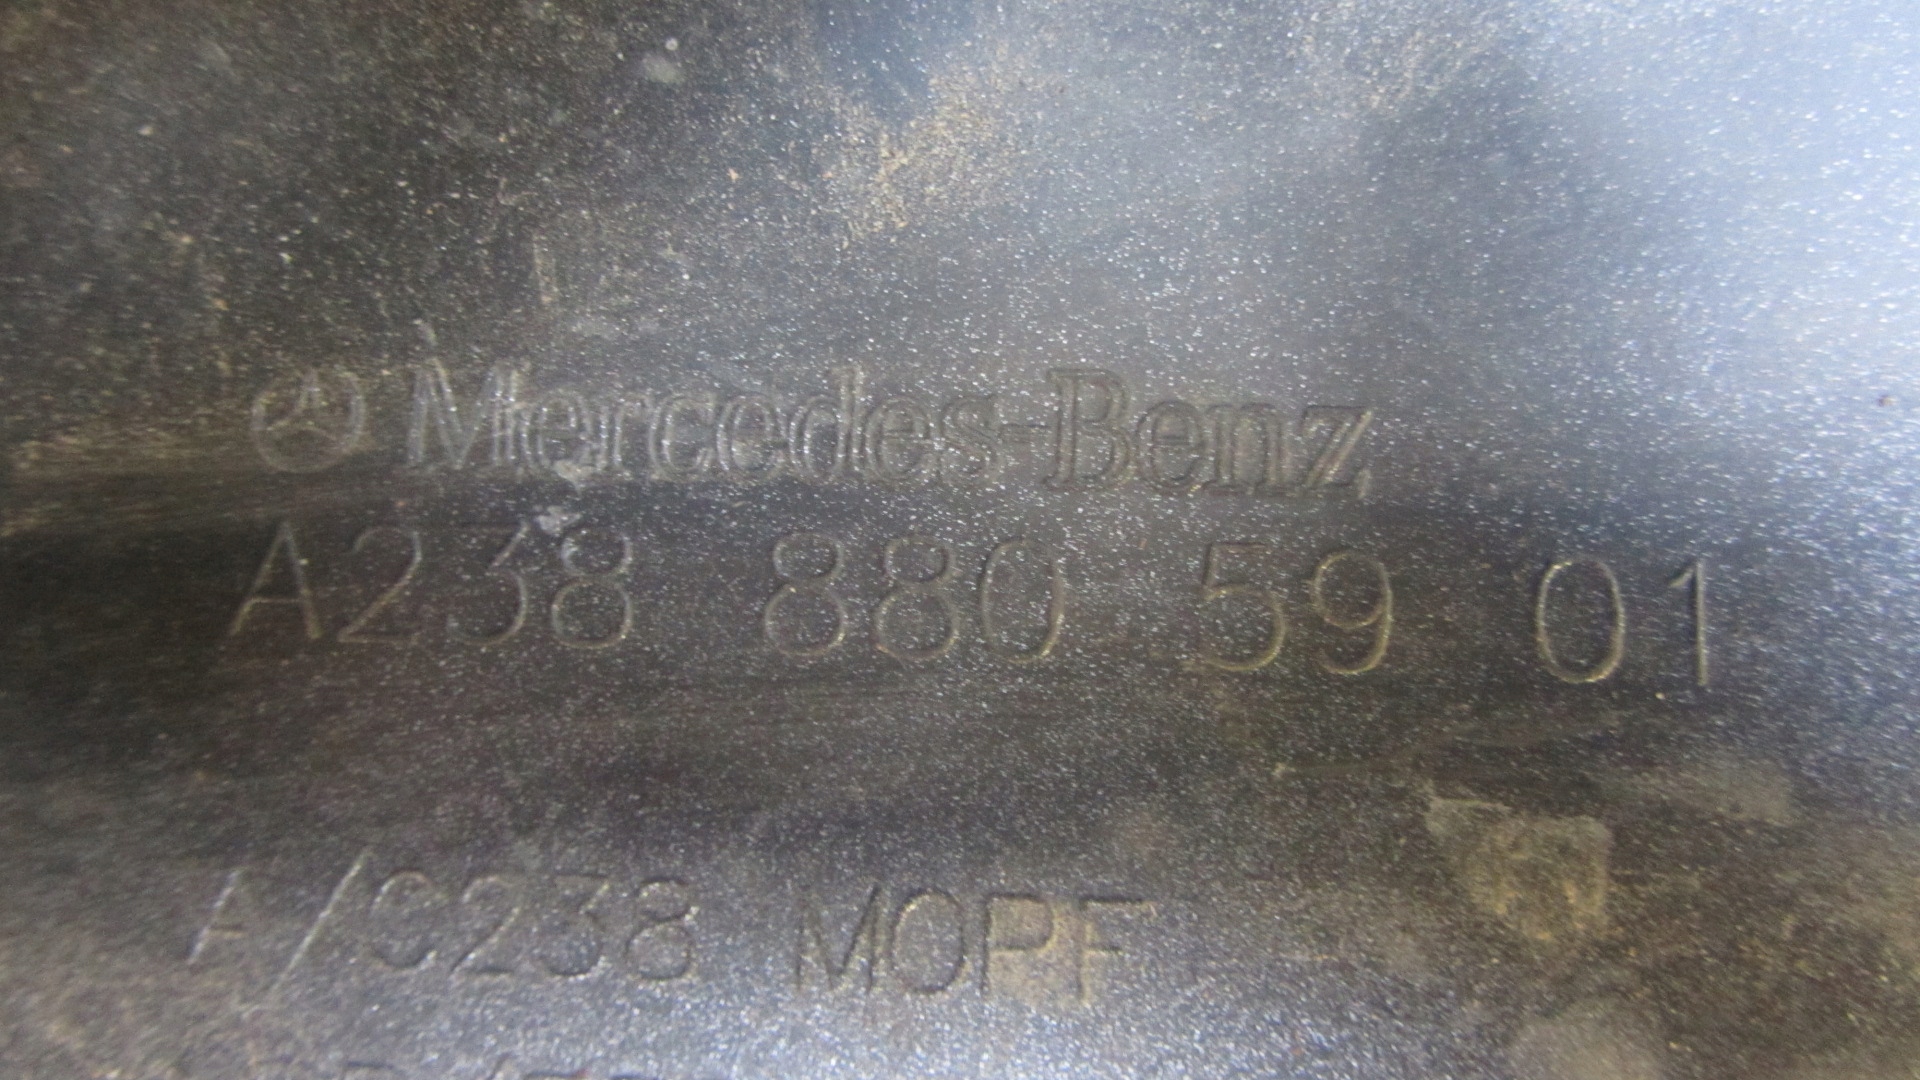 Mercedes-Benz
A238 880 59 01
A/C238 MOPF